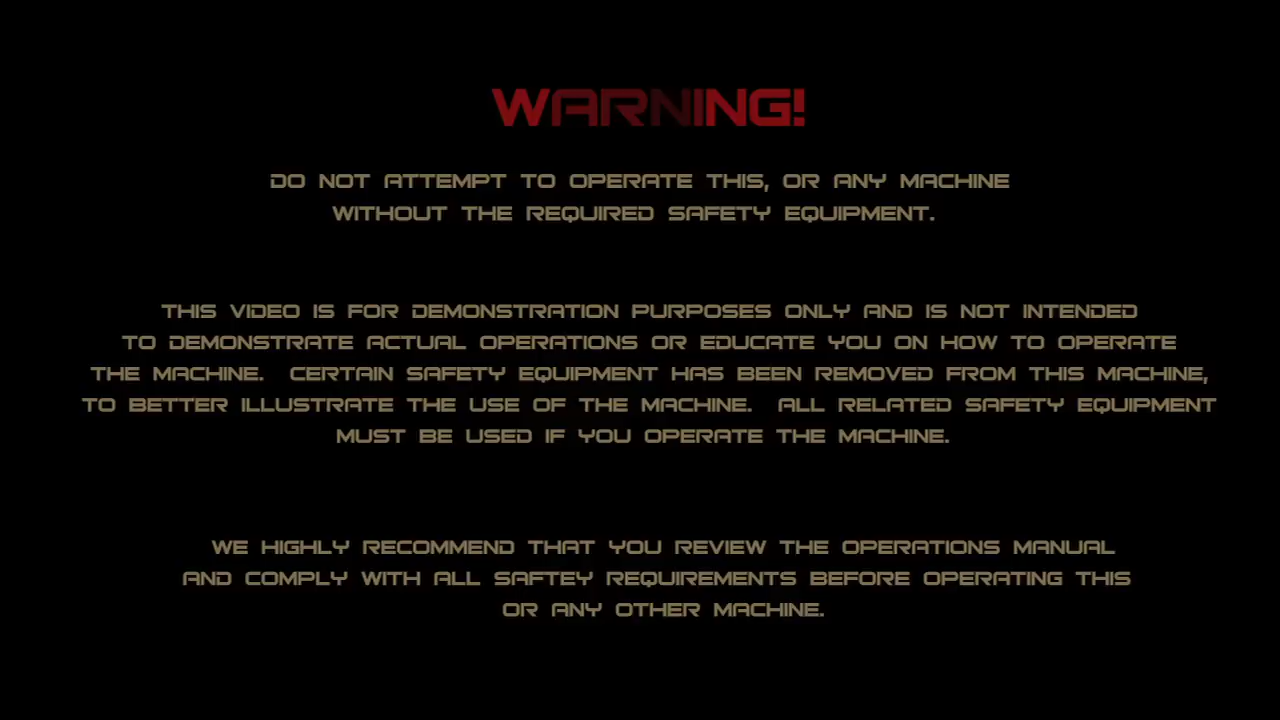 WARNING!
DO NOT ATTEMPT TO OPERATE THIS, OR ANY MACHINE
WITHOUT THE REQUIRED SAFETY EQUIPMENT.
THIS VIDEO IS FOR DEMONSTRATION PURPOSES ONLY AND IS NOT INTENDED
TO DEMONSTRATE ACTUAL OPERATIONS OR EDUCATE YOU ON HOW TO OPERATE
THE MACHINE. CERTAIN SAFETY EQUIPMENT HAS BEEN REMOVED FROM THIS MACHINE,
TO BETTER ILLUSTRATE THE USE OF THE MACHINE. ALL RELATED SAFETY EQUIPMENT
MUST BE USED IF YOU OPERATE THE MACHINE.
WE HIGHLY RECOMMEND THAT YOU REVIEW THE OPERATIONS MANUAL
AND COMPLY WITH ALL SAFTEY REQUIREMENTS BEFORE OPERATING THIS
OR ANY OTHER MACHINE.